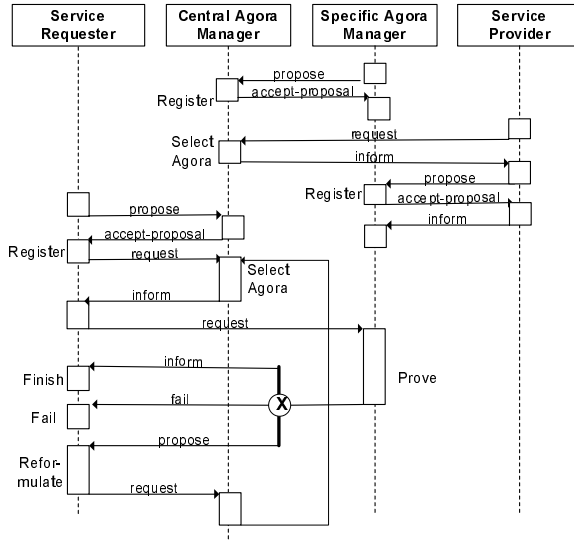 Service Requester
Central Agora Manager
Specific Agora Manager
Service Provider
propose
Register
accept-proposal
request
Select
Agora
inform
propose
Register
accept-proposal
propose
inform
accept-proposal
Register
request
Select
Agora
inform
request
inform
Finish
Prove
fail
X
Fail
propose
Refor-
mulate
request